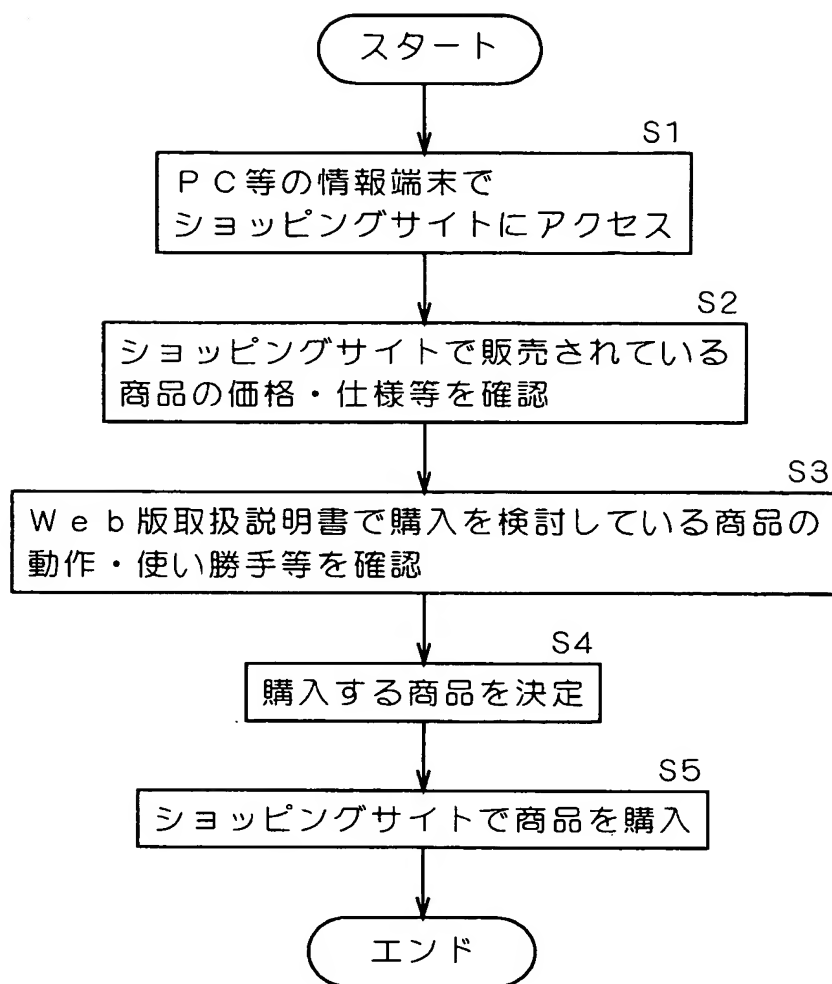 スタート
S1
PC等の情報端末で
ショッピングサイトにアクセス
S2
ショッピングサイトで販売されている
商品の価格・仕様等を確認
S3
Web版取扱説明書で購入を検討している商品の
動作・使い勝手等を確認
S4
購入する商品を決定
S5
ショッピングサイトで商品を購入
エンド